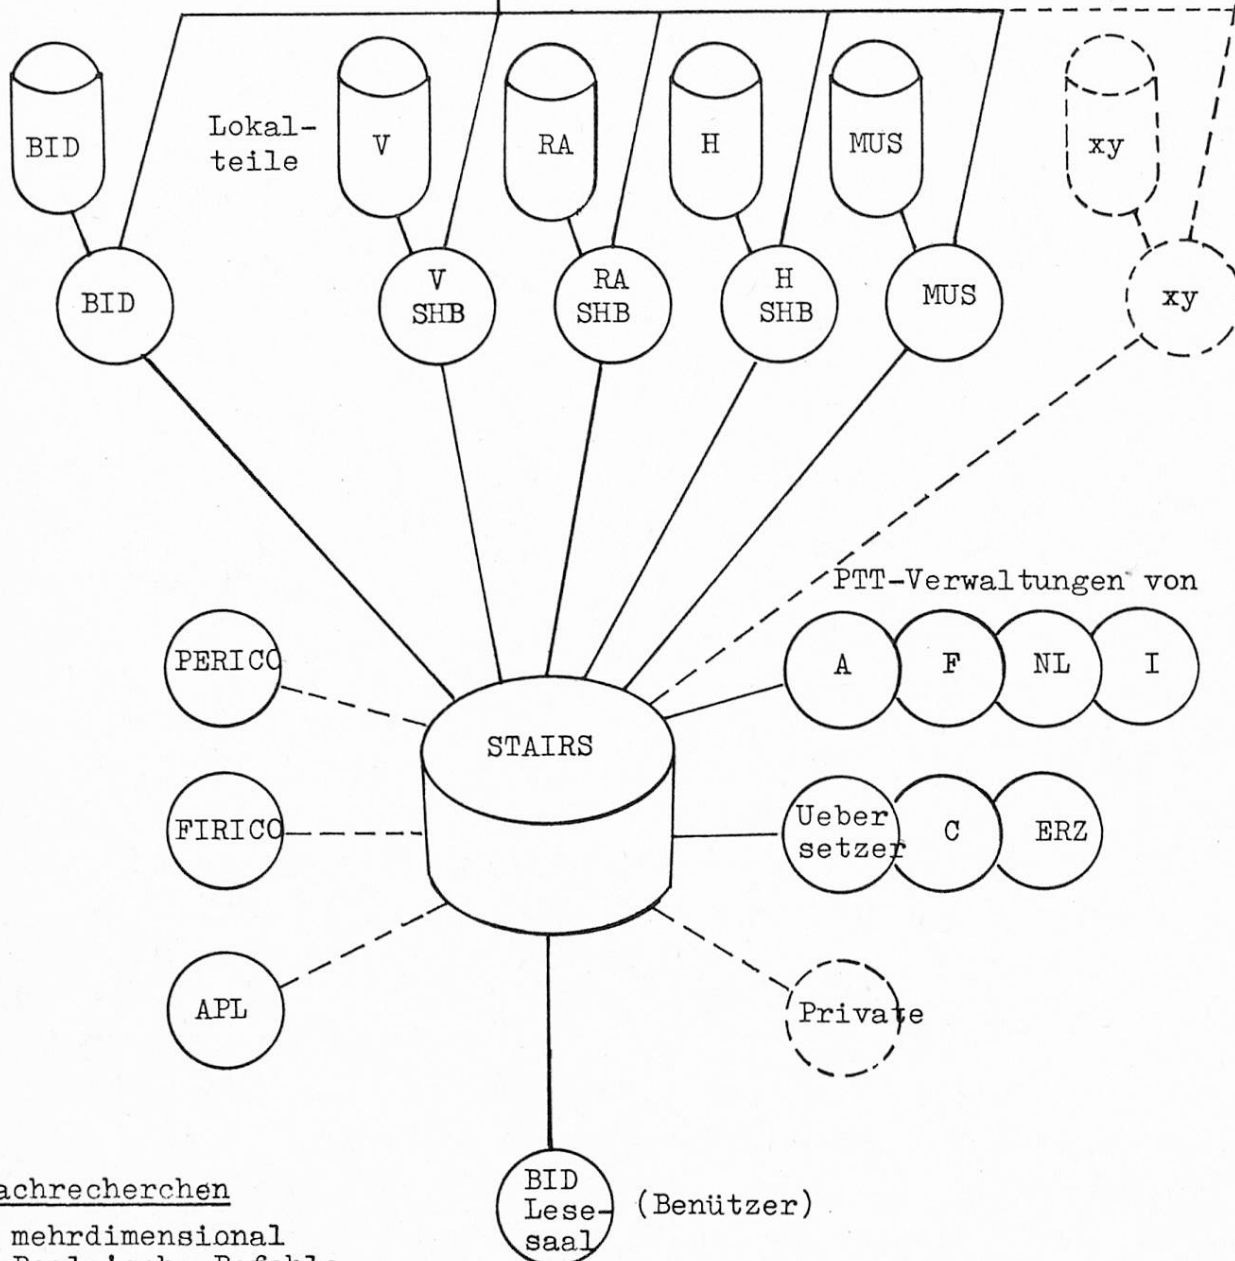 BID
Lokal-
teile
V
RA
H
MUS
xy
BID
V
SHB
RA
SHB
H
SHB
MUS
xy
PTT-Verwaltungen von
PERICO
A
F
NL
I
STAIRS
FIRICO
Ueber
setzer
C
ERZ
APL
Private
achrecherchen
mehrdimensional
BID
Lese-
saal
(Benützer)